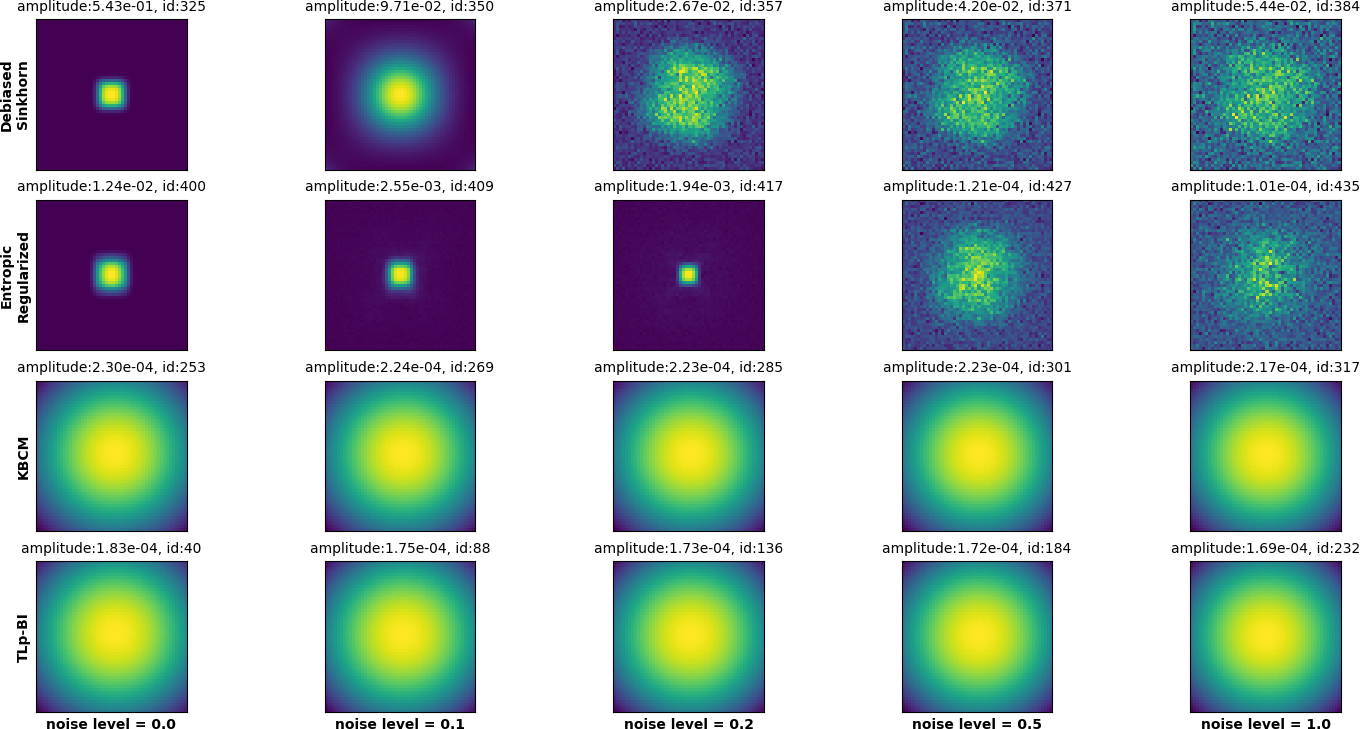 amplitude:5.43e-01, id:325
amplitude:9.71e-02, id:350
amplitude:2.67e-02, id:357
amplitude:4.20e-02, id:371
amplitude:5.44e-02, id:384
Debiased
Sinkhorn
amplitude:1.24e-02, id:400
amplitude:2.55e-03, id:409
amplitude:1.94e-03, id:417
amplitude:1.21e-04, id:427
amplitude:1.01e-04, id:435
Entropic
Regularized
amplitude:2.30e-04, id:253
amplitude:2.24e-04, id:269
amplitude:2.23e-04, id:285
amplitude:2.23e-04, id:301
amplitude:2.17e-04, id:317
KBCM
amplitude:1.83e-04, id:40
amplitude:1.75e-04, id:88
amplitude:1.73e-04, id:136
amplitude:1.72e-04, id:184
amplitude:1.69e-04, id:232
TLp-BI
noise level = 0.0
noise level = 0.1
noise level = 0.2
noise level = 0.5
noise level = 1.0